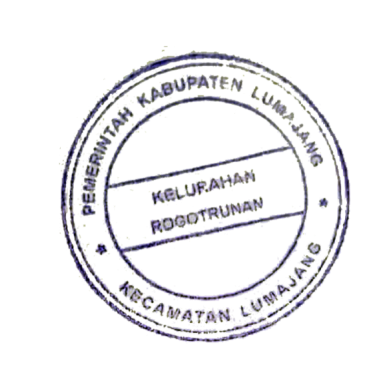 PEMERINTAH KABUPATEN LUMAJANG
KELURAHAN
ROGOTRUNAN
KECAMATAN LUMAJANG